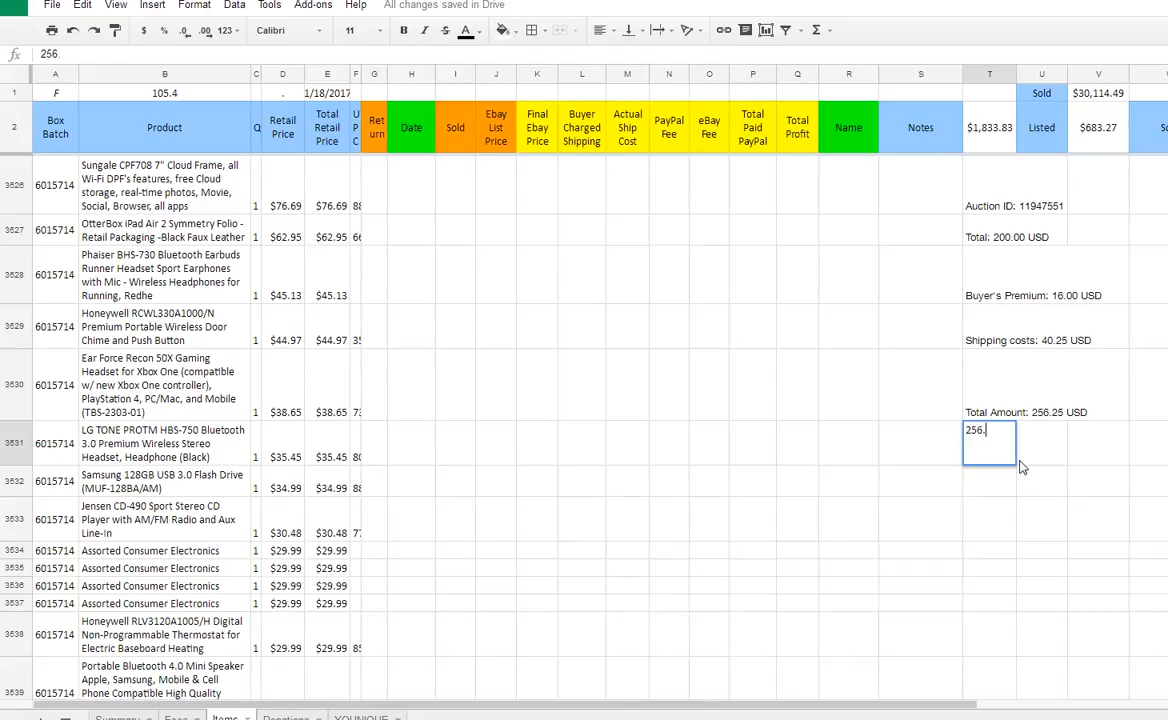 File Edit View Insert Format Data Tools Add-ons Help All changes saved in Drive
$ % .0 .00 123 Calibri 11 B I S A Σ
fx 256.
A B C D E F G H I J K L M N O P Q R S T U V
1 F 105.4 . 1/18/2017 Sold $30,114.49
2 Box Batch Product Q Retail Price Total Retail Price UPC Return Date Sold Ebay List Price Final Ebay Price Buyer Charged Shipping Actual Ship Cost PayPal Fee eBay Fee Total Paid PayPal Total Profit Name Notes $1,833.83 Listed $683.27
3526 6015714 Sungale CPF708 7" Cloud Frame, all
Wi-Fi DPF's features, free Cloud
storage, real-time photos, Movie,
Social, Browser, all apps 1 $76.69 $76.69 88 Auction ID: 11947551
3527 6015714 OtterBox iPad Air 2 Symmetry Folio -
Retail Packaging -Black Faux Leather 1 $62.95 $62.95 66 Total: 200.00 USD
3528 6015714 Phaiser BHS-730 Bluetooth Earbuds
Runner Headset Sport Earphones
with Mic - Wireless Headphones for
Running, Redhe 1 $45.13 $45.13 Buyer's Premium: 16.00 USD
3529 6015714 Honeywell RCWL330A1000/N
Premium Portable Wireless Door
Chime and Push Button 1 $44.97 $44.97 35 Shipping costs: 40.25 USD
3530 6015714 Ear Force Recon 50X Gaming
Headset for Xbox One (compatible
w/ new Xbox One controller),
PlayStation 4, PC/Mac, and Mobile
(TBS-2303-01) 1 $38.65 $38.65 73 Total Amount: 256.25 USD
3531 6015714 LG TONE PROTM HBS-750 Bluetooth 256.
3.0 Premium Wireless Stereo
Headset, Headphone (Black) 1 $35.45 $35.45 80
3532 6015714 Samsung 128GB USB 3.0 Flash Drive
(MUF-128BA/AM) 1 $34.99 $34.99 88
3533 6015714 Jensen CD-490 Sport Stereo CD
Player with AM/FM Radio and Aux
Line-In 1 $30.48 $30.48 77
3534 6015714 Assorted Consumer Electronics 1 $29.99 $29.99
3535 6015714 Assorted Consumer Electronics 1 $29.99 $29.99
3536 6015714 Assorted Consumer Electronics 1 $29.99 $29.99
3537 6015714 Assorted Consumer Electronics 1 $29.99 $29.99
3538 6015714 Honeywell RLV3120A1005/H Digital
Non-Programmable Thermostat for
Electric Baseboard Heating 1 $29.99 $29.99 85
3539 6015714 Portable Bluetooth 4.0 Mini Speaker
Apple, Samsung, Mobile & Cell
Phone Compatible High Quality
Summary Items Donations YOUNIQUE